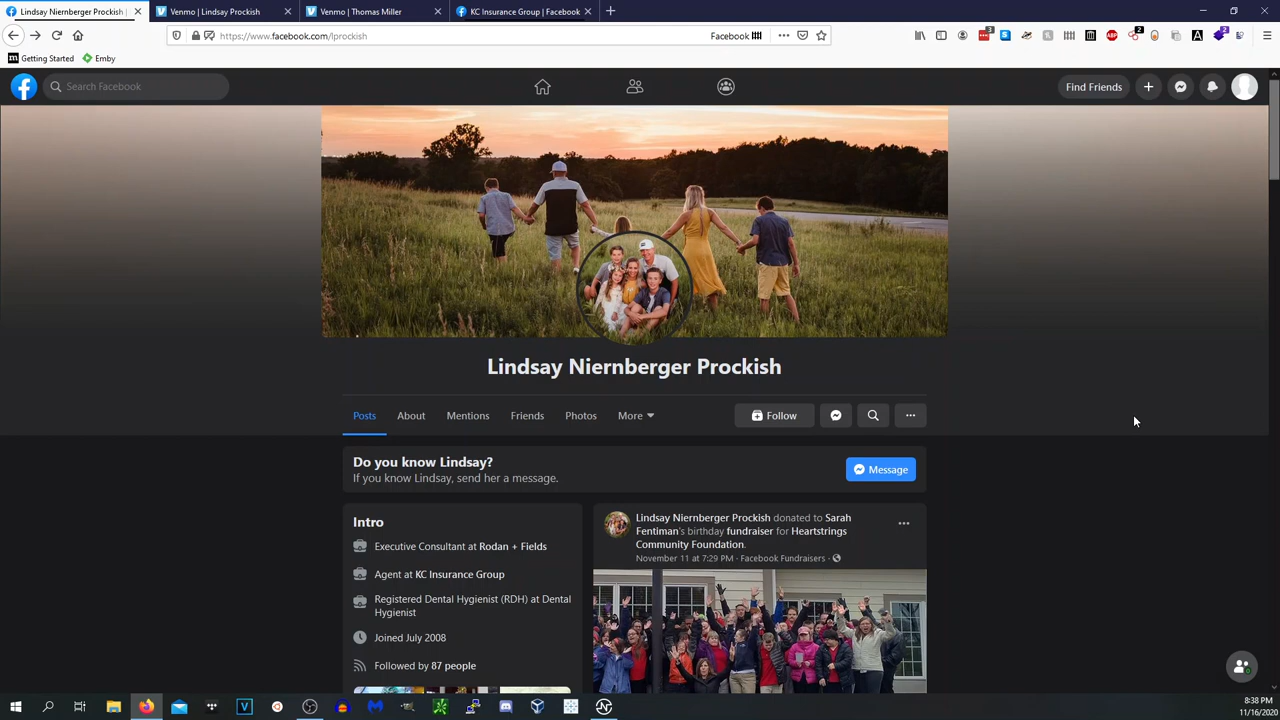 Lindsay Niernberger Prockish |
Venmo | Lindsay Prockish
Venmo | Thomas Miller
KC Insurance Group | Facebook
https://www.facebook.com/lprockish
Facebook
3
2
2
Getting Started
Emby
Search Facebook
Find Friends
Lindsay Niernberger Prockish
Posts
About
Mentions
Friends
Photos
More
Follow
Do you know Lindsay?
If you know Lindsay, send her a message.
Message
Intro
Executive Consultant at Rodan + Fields
Agent at KC Insurance Group
Registered Dental Hygienist (RDH) at Dental
Hygienist
Joined July 2008
Followed by 87 people
Lindsay Niernberger Prockish donated to Sarah
Fentiman's birthday fundraiser for Heartstrings
Community Foundation.
November 11 at 7:29 PM · Facebook Fundraisers ·
8:38 PM
11/16/2020